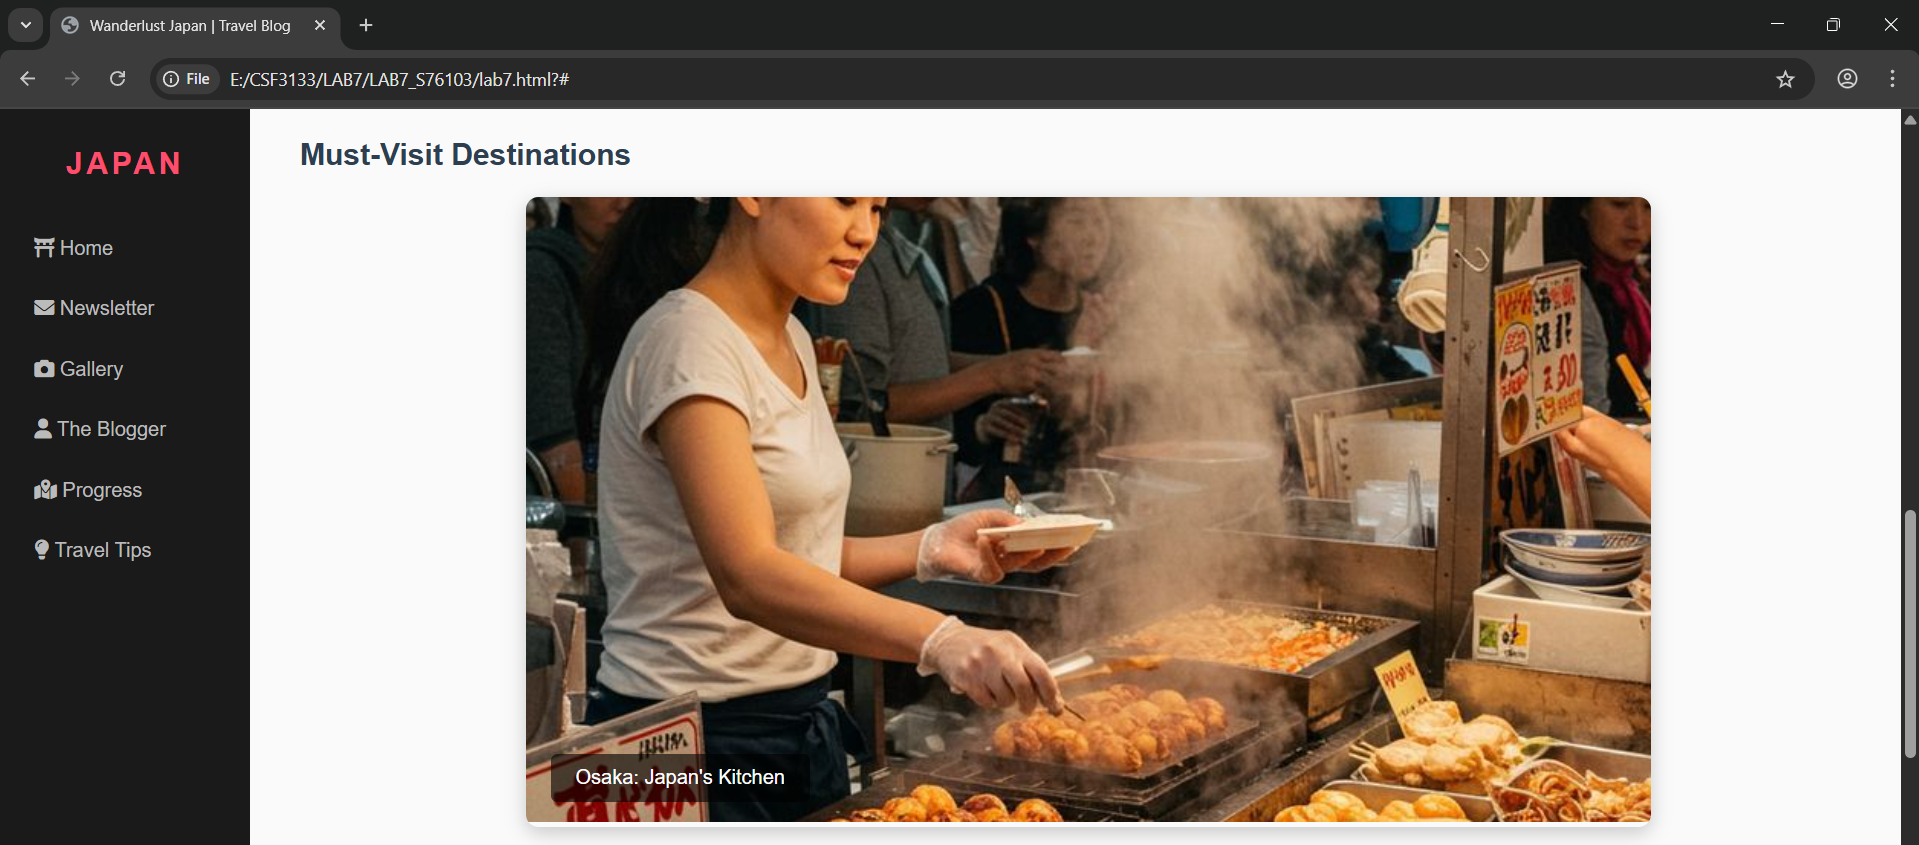 Wanderlust Japan | Travel Blog
File
E:/CSF3133/LAB7/LAB7_S76103/lab7.html?#
JAPAN
Home
Newsletter
Gallery
The Blogger
Progress
Travel Tips
Must-Visit Destinations
Osaka: Japan's Kitchen